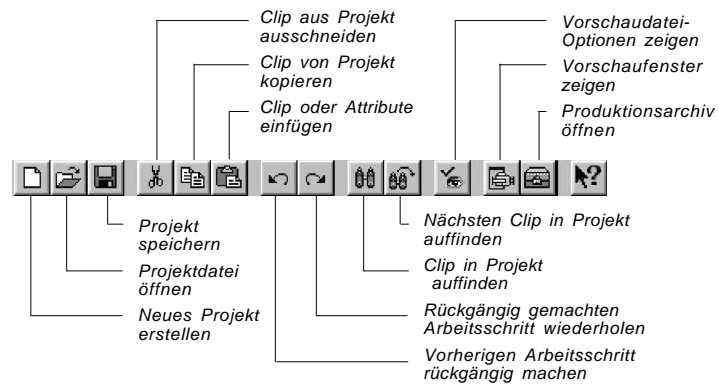 Clip aus Projekt
ausschneiden
Clip von Projekt
kopieren
Clip oder Attribute
einfügen
Vorschaudatei-
Optionen zeigen
Vorschaufenster
zeigen
Produktionsarchiv
öffnen
?
Projekt
speichern
Projektdatei
öffnen
Neues Projekt
erstellen
Nächsten Clip in Projekt
auffinden
Clip in Projekt
auffinden
Rückgängig gemachten
Arbeitsschritt wiederholen
Vorherigen Arbeitsschritt
rückgängig machen